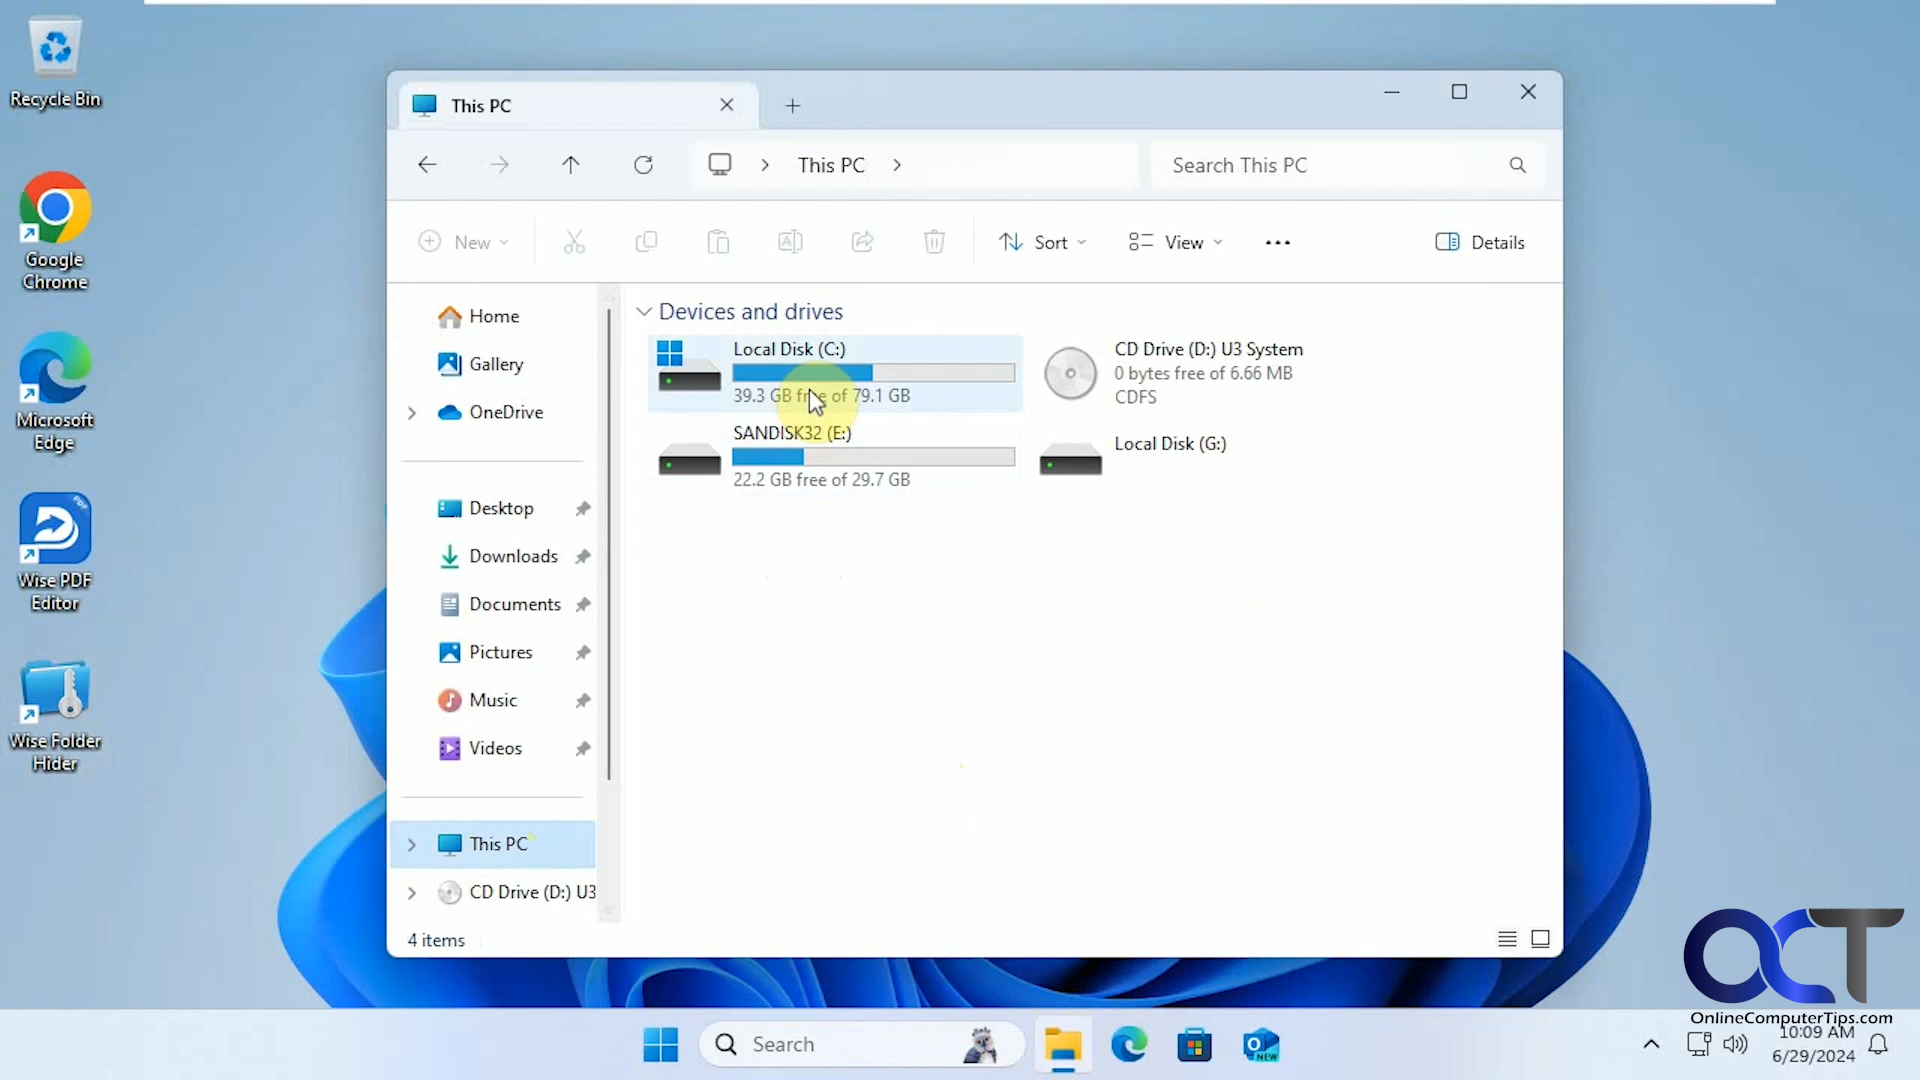 Recycle Bin
Google
Chrome
Microsoft
Edge
PDF
Wise PDF
Editor
Wise Folder
Hider
This PC
This PC
Search This PC
New
Sort
View
Details
Home
Gallery
OneDrive
Desktop
Downloads
Documents
Pictures
Music
Videos
This PC
CD Drive (D:) U3
Devices and drives
Local Disk (C:)
39.3 GB free of 79.1 GB
CD Drive (D:) U3 System
0 bytes free of 6.66 MB
CDFS
SANDISK32 (E:)
22.2 GB free of 29.7 GB
Local Disk (G:)
4 items
Search
NEW
10:09 AM
6/29/2024
OCT
OnlineComputerTips.com